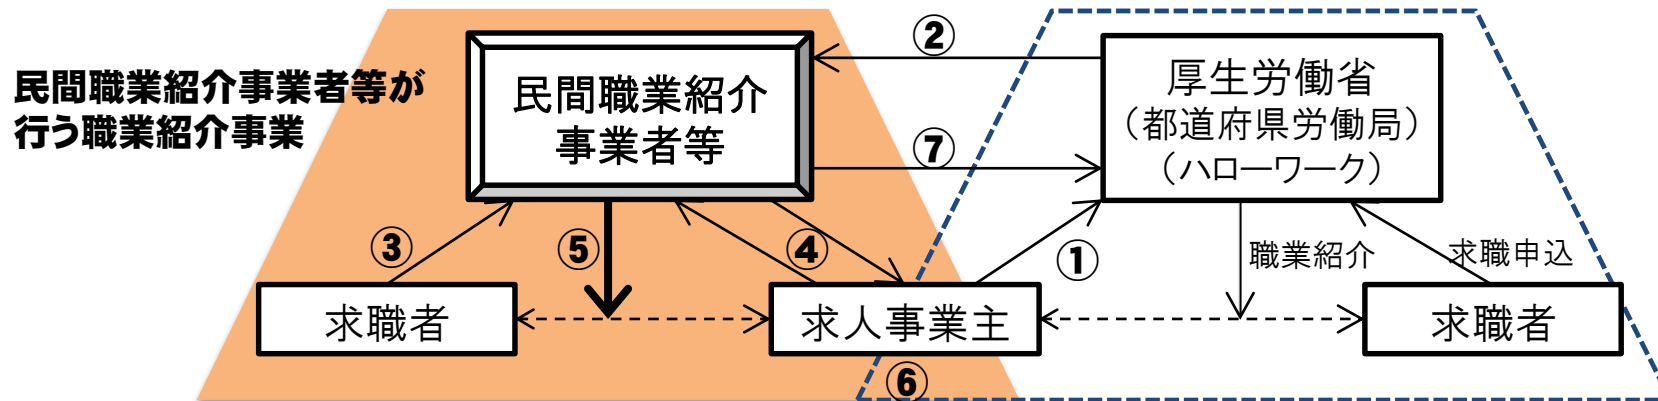 民間職業紹介事業者等が
行う職業紹介事業
民間職業紹介
事業者等
②
⑦
厚生労働省
（都道府県労働局）
（ハローワーク）
③
⑤
④
①
職業紹介
求職申込
求職者
求人事業主
求職者
⑥